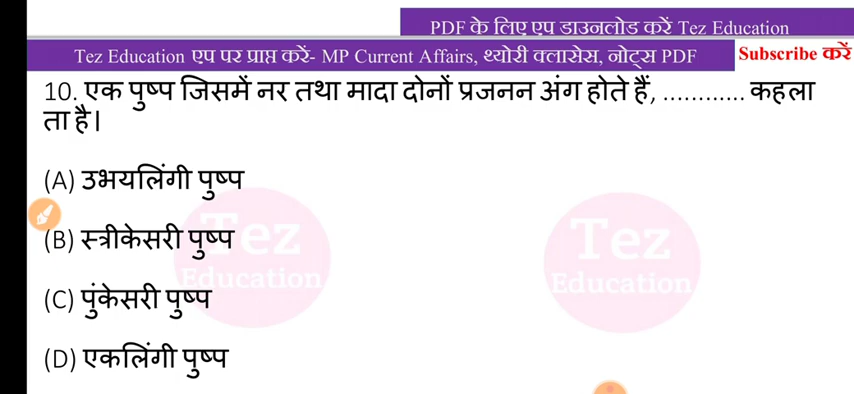 PDF के लिए एप डाउनलोड करें Tez Education
Tez Education एप पर प्राप्त करें- MP Current Affairs, थ्योरी क्लासेस, नोट्स PDF Subscribe करें
10. एक पुष्प जिसमें नर तथा मादा दोनों प्रजनन अंग होते हैं, ............ कहला
ता है।
(A) उभयलिंगी पुष्प
(B) स्त्रीकेसरी पुष्प
(C) पुंकेसरी पुष्प
(D) एकलिंगी पुष्प
Tez Education
Tez Education